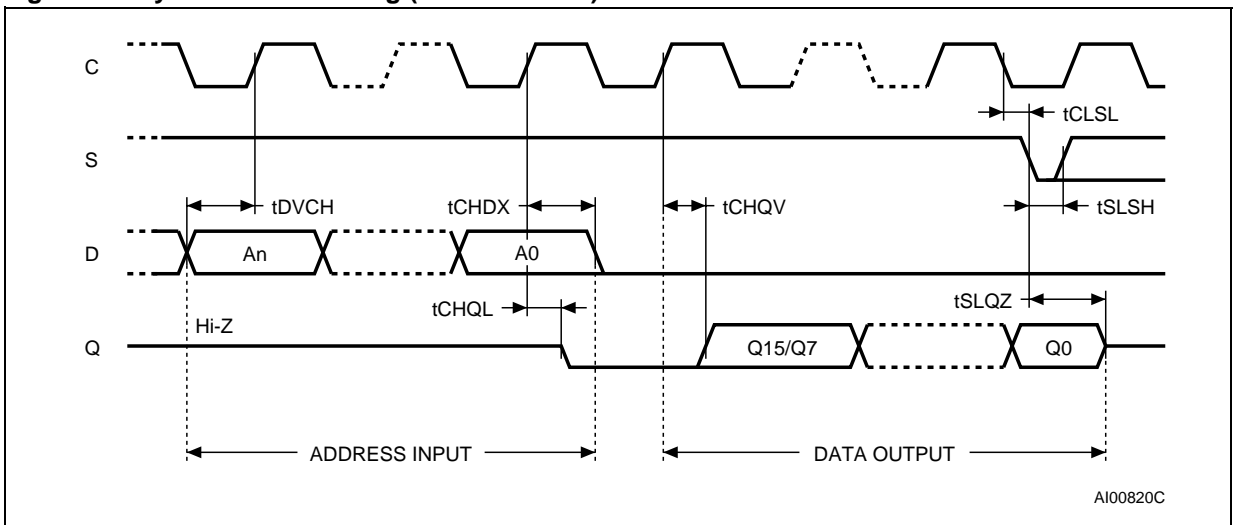 C
tCLSL
S
tDVCH
tCHDX
tCHQV
tSLSH
D
An
A0
tCHQL
tSLQZ
Hi-Z
Q
Q15/Q7
Q0
ADDRESS INPUT
DATA OUTPUT
AI00820C